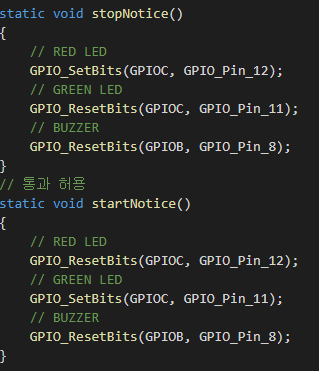 static void stopNotice()
{
    // RED LED
    GPIO_SetBits(GPIOC, GPIO_Pin_12);
    // GREEN LED
    GPIO_ResetBits(GPIOC, GPIO_Pin_11);
    // BUZZER
    GPIO_ResetBits(GPIOB, GPIO_Pin_8);
}
// 통과 허용
static void startNotice()
{
    // RED LED
    GPIO_ResetBits(GPIOC, GPIO_Pin_12);
    // GREEN LED
    GPIO_SetBits(GPIOC, GPIO_Pin_11);
    // BUZZER
    GPIO_ResetBits(GPIOB, GPIO_Pin_8);
}